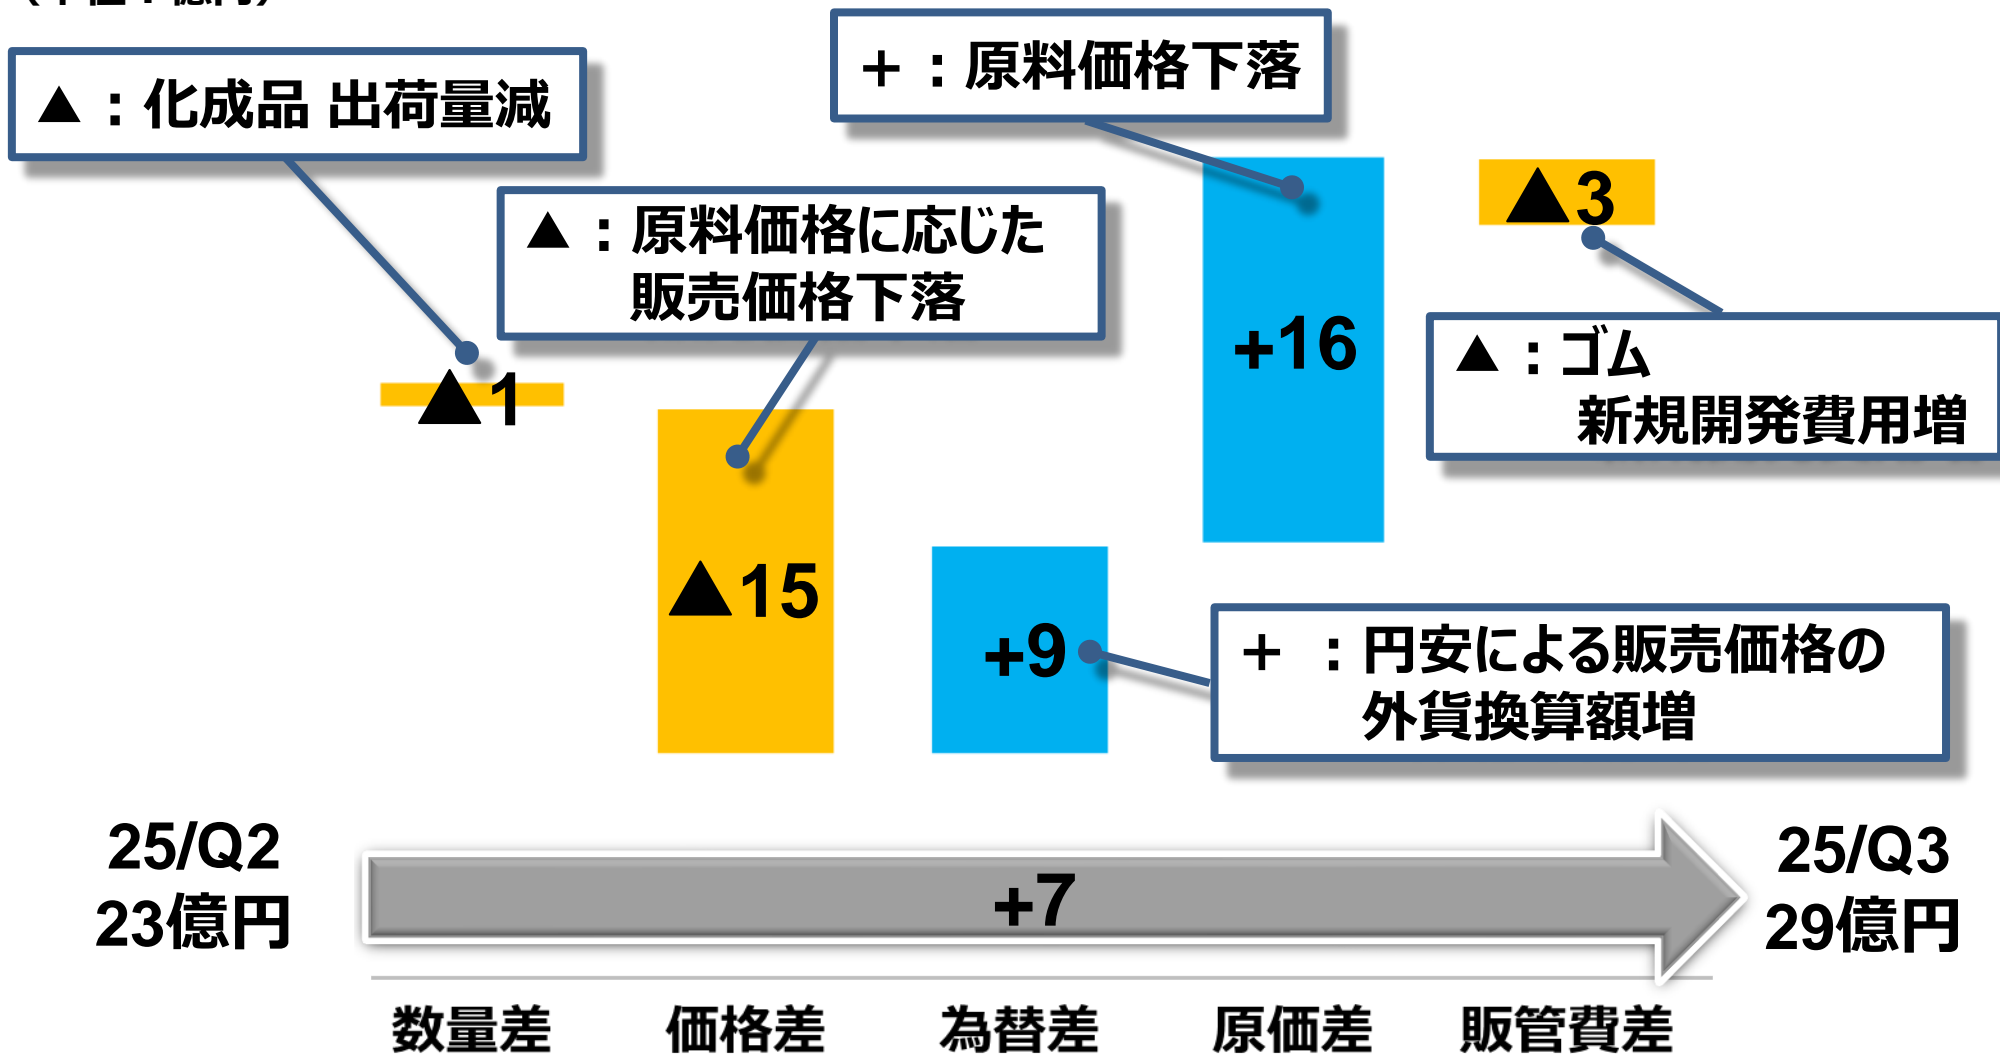 ▲：化成品 出荷量減
＋：原料価格下落
▲：原料価格に応じた
販売価格下落
▲3
+16
▲1
▲：ゴム
新規開発費用増
▲15
+9
＋ ：円安による販売価格の
外貨換算額増
25/Q2
23億円
+7
25/Q3
29億円
数量差 価格差 為替差 原価差 販管費差